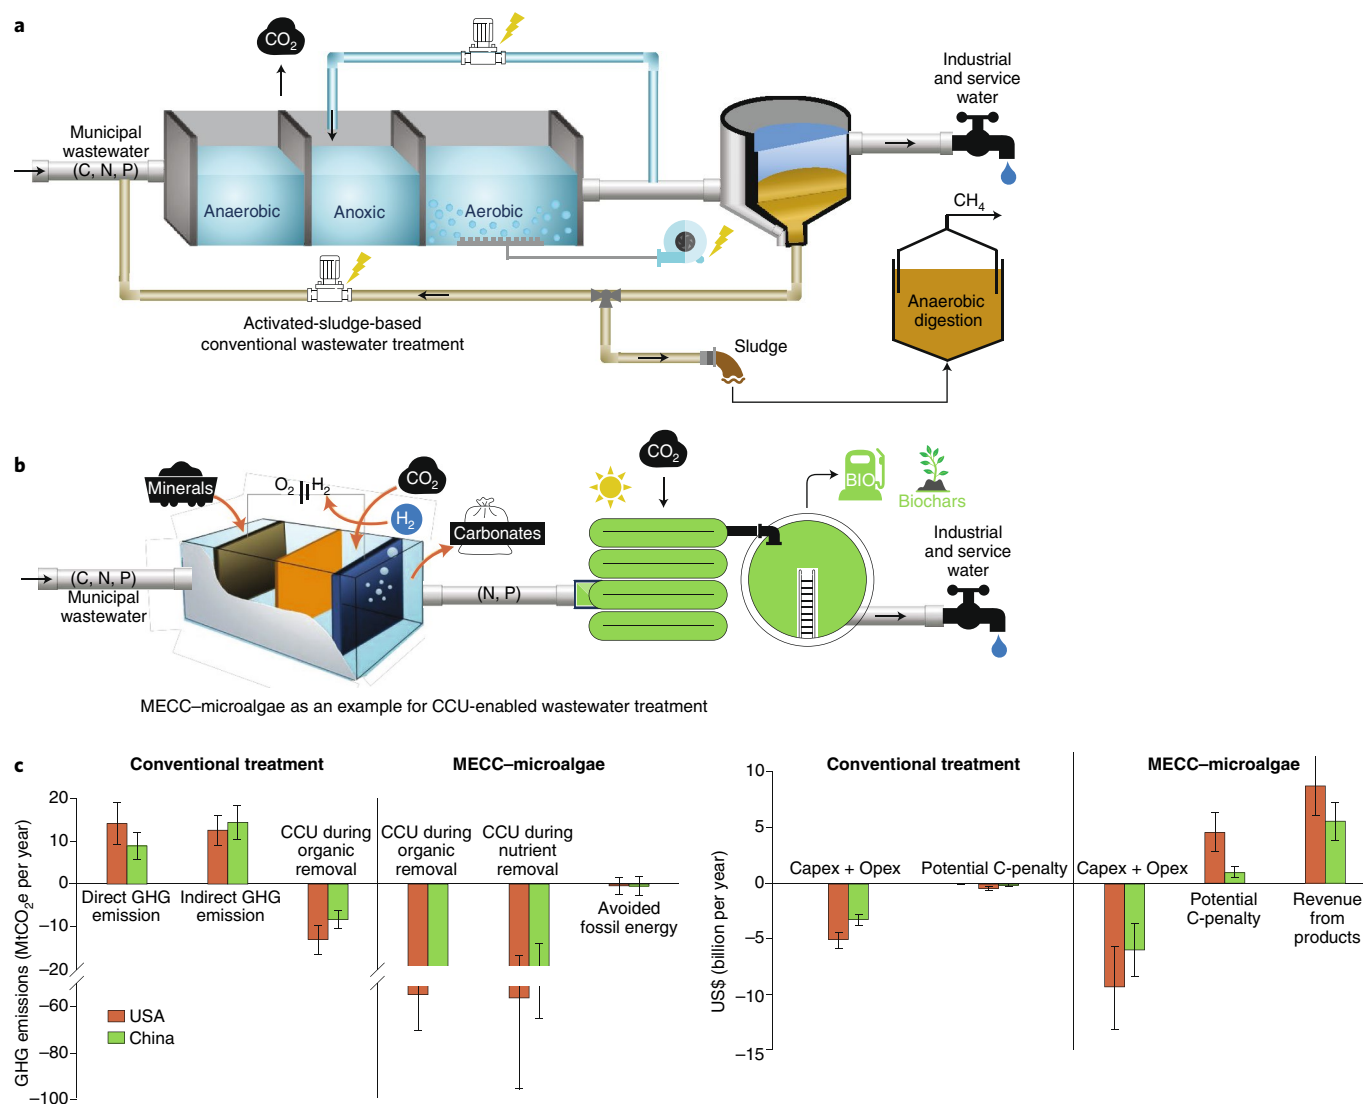 a
CO2
Industrial
and service
water
Municipal
wastewater
(C, N, P)
Anaerobic
Anoxic
Aerobic
CH4
Anaerobic
digestion
Activated-sludge-based
conventional wastewater treatment
Sludge
b
Minerals
O2
H2
CO2
H2
Carbonates
CO2
BIO
Biochars
Industrial
and service
water
(C, N, P)
Municipal
wastewater
(N, P)
MECC–microalgae as an example for CCU-enabled wastewater treatment
c
Conventional treatment
MECC–microalgae
GHG emissions (MtCO2e per year)
20
10
0
–10
–20
–60
–80
–100
Direct GHG
emission
Indirect GHG
emission
CCU during
organic
removal
CCU during
organic
removal
CCU during
nutrient
removal
Avoided
fossil energy
USA
China
Conventional treatment
MECC–microalgae
US$ (billion per year)
10
5
0
–5
–10
–15
Capex + Opex
Potential C-penalty
Capex + Opex
Potential
C-penalty
Revenue
from
products